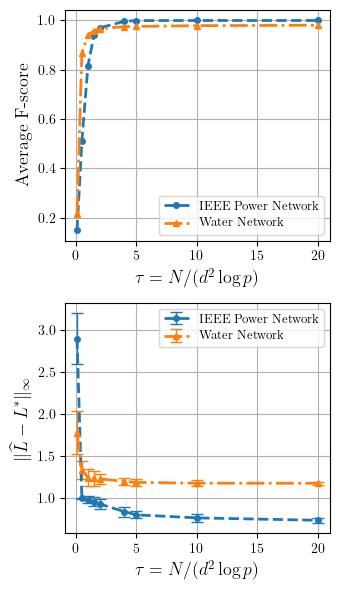 1.0
0.8
0.6
0.4
0.2
Average F-score
IEEE Power Network
Water Network
0 5 10 15 20
τ = N/(d² log p)
3.0
2.5
2.0
1.5
1.0
||L̂ − L*||∞
IEEE Power Network
Water Network
0 5 10 15 20
τ = N/(d² log p)